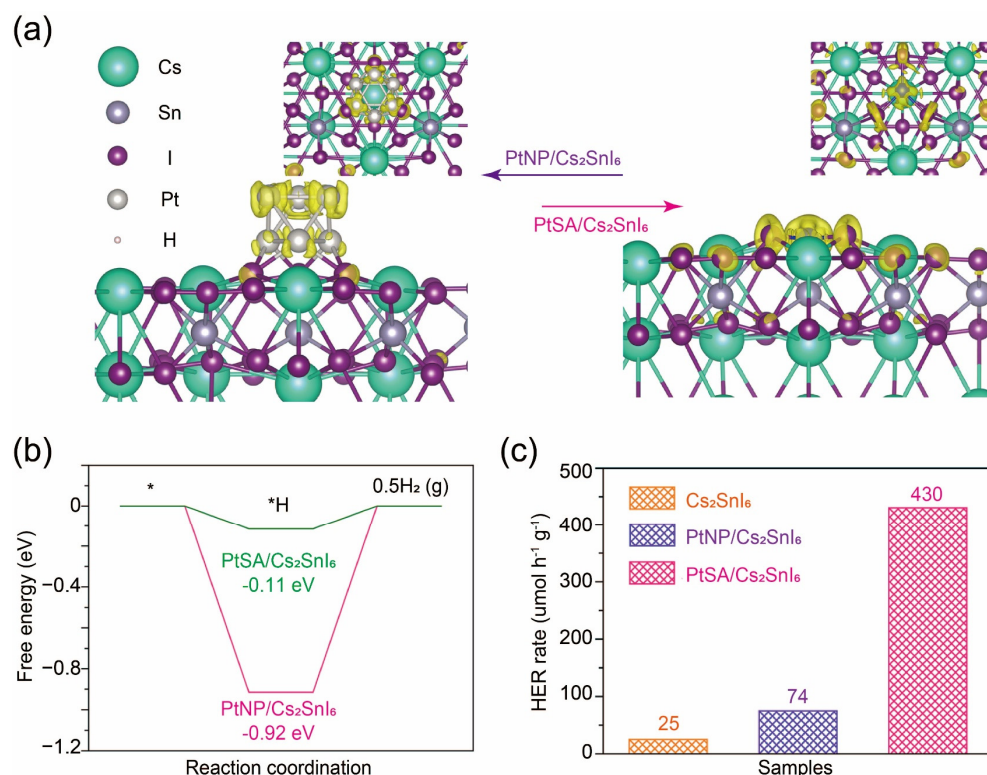 (a)
Cs
Sn
I
Pt
H
PtNP/Cs₂SnI₆
PtSA/Cs₂SnI₆
(b)
Free energy (eV)
0
−0.4
−0.8
−1.2
*
*H
0.5H₂ (g)
PtSA/Cs₂SnI₆
-0.11 eV
PtNP/Cs₂SnI₆
-0.92 eV
Reaction coordination
(c)
HER rate (umol h⁻¹ g⁻¹)
500
400
300
200
100
0
Cs₂SnI₆
PtNP/Cs₂SnI₆
PtSA/Cs₂SnI₆
25
74
430
Samples